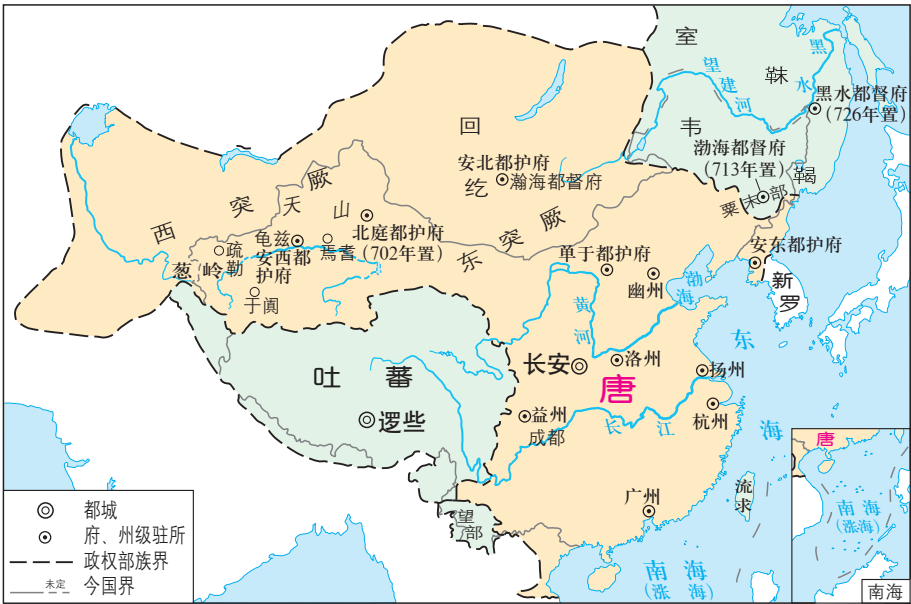 室
韦
靺
鞨
黑
水
望
建
河
黑水都督府
(726年置)
渤海都督府
(713年置)
粟末部
回
纥
安北都护府
瀚海都督府
西突厥
天山
东突厥
北庭都护府
(702年置)
龟兹
安西都
护府
焉耆
疏
勒
葱岭
于阗
单于都护府
幽州
渤
海
安东都护府
新
罗
黄
河
长安
洛州
唐
扬州
杭州
益州
成都
长江
吐蕃
逻些
东
海
广州
流
求
望
部
南海
(涨海)
唐
南海
(涨海)
南海
都城
府、州级驻所
政权部族界
未定
今国界